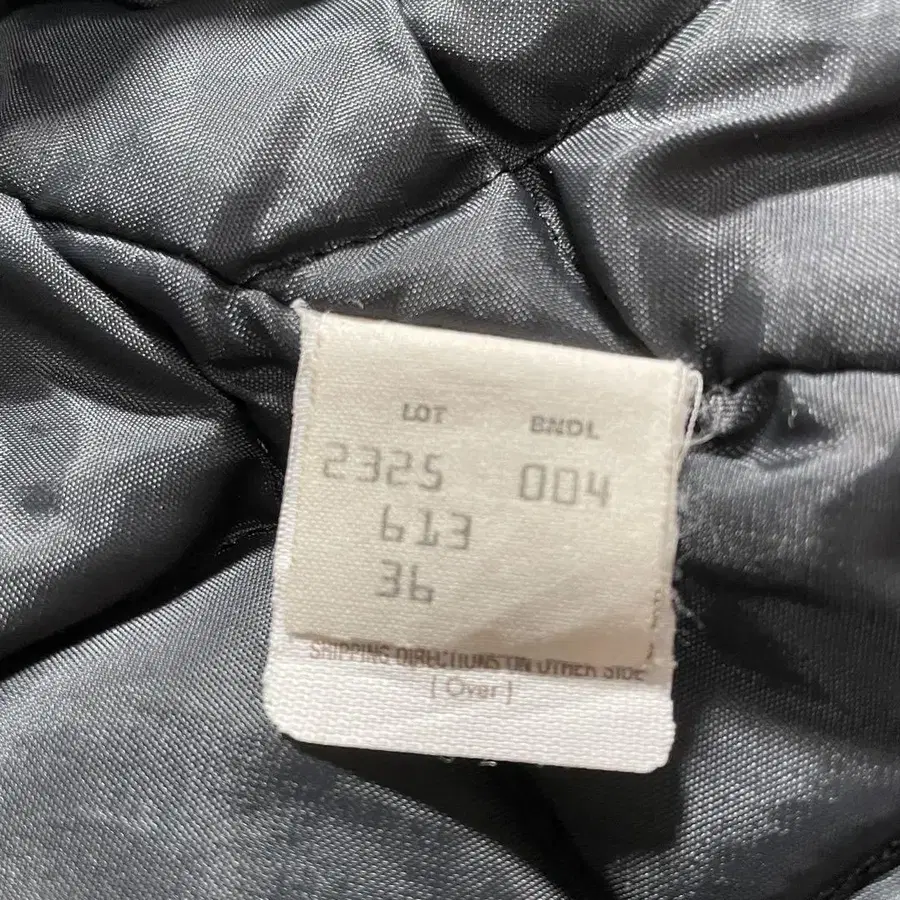 LOT BNDL
2325 004
613
36
SHIPPING DIRECTIONS ON OTHER SIDE
[ Over ]